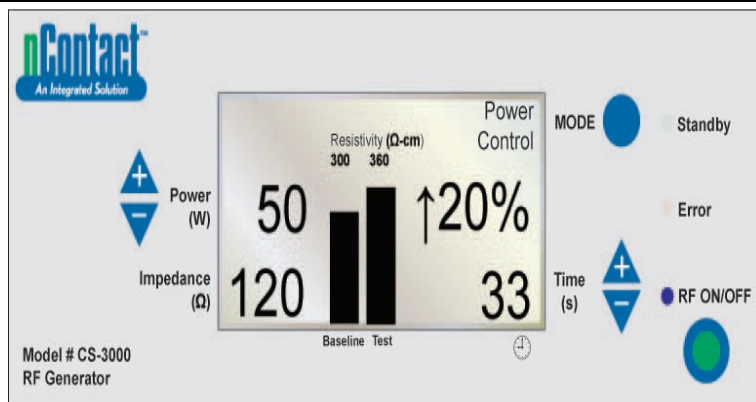 nContact™
An Integrated Solution
Power
Control
MODE
Standby
Resistivity (Ω-cm)
300 360
+
−
Power
(W)
50
↑20%
Error
Impedance
(Ω)
120
33
Time
(s)
+
−
RF ON/OFF
Baseline Test
Model # CS-3000
RF Generator